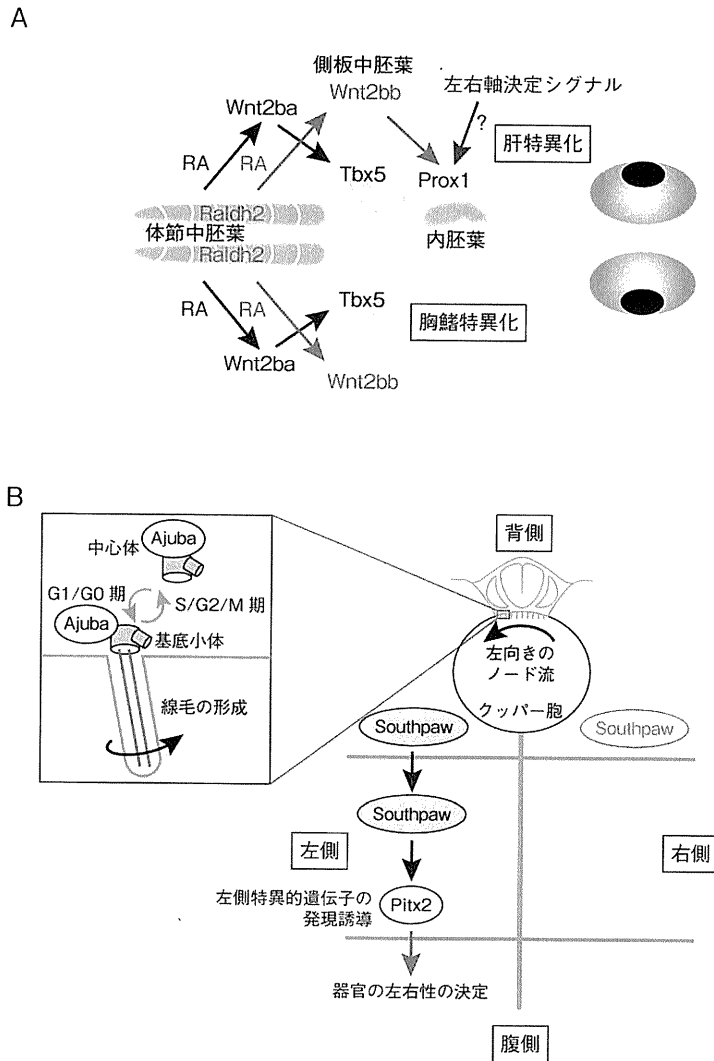 A
側板中胚葉
Wnt2bb
左右軸決定シグナル
Wnt2ba
?
肝特異化
RA
RA
Tbx5
Prox1
Raldh2
体節中胚葉
内胚葉
Raldh2
RA
RA
Tbx5
胸鰭特異化
Wnt2ba
Wnt2bb
B
Ajuba
中心体
背側
G1/G0 期
S/G2/M 期
Ajuba
基底小体
左向きの
ノード流
線毛の形成
クッパー胞
Southpaw
Southpaw
Southpaw
左側
右側
左側特異的遺伝子の
発現誘導
Pitx2
器官の左右性の決定
腹側